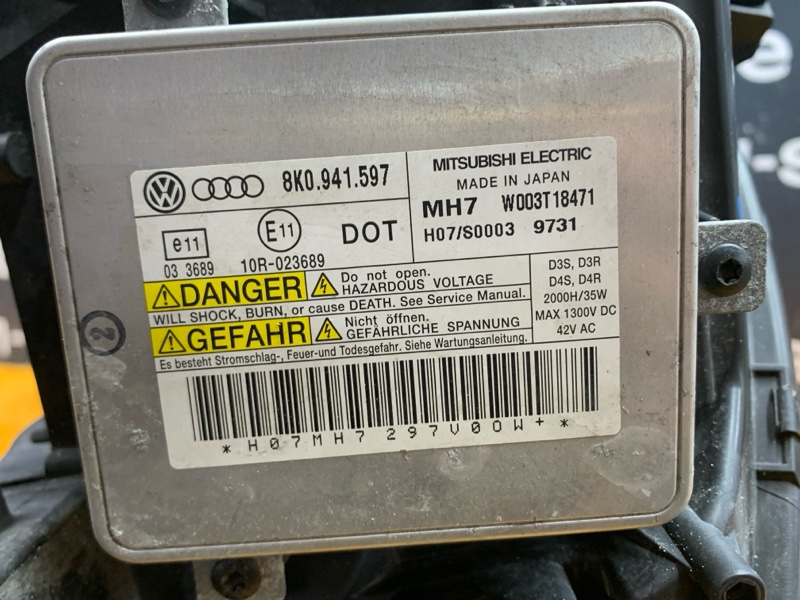 8K0.941.597
MITSUBISHI ELECTRIC
MADE IN JAPAN
MH7 W003T18471
H07/S0003 9731
e11
E11
DOT
03 3689
10R-023689
DANGER
Do not open.
HAZARDOUS VOLTAGE
WILL SHOCK, BURN, or cause DEATH. See Service Manual.
GEFAHR
Nicht öffnen.
GEFÄHRLICHE SPANNUNG
Es besteht Stromschlag-, Feuer-und Todesgefahr. Siehe Wartungsanleitung.
D3S, D3R
D4S, D4R
2000H/35W
MAX 1300V DC
42V AC
*H07MH7 297V00W+*
2